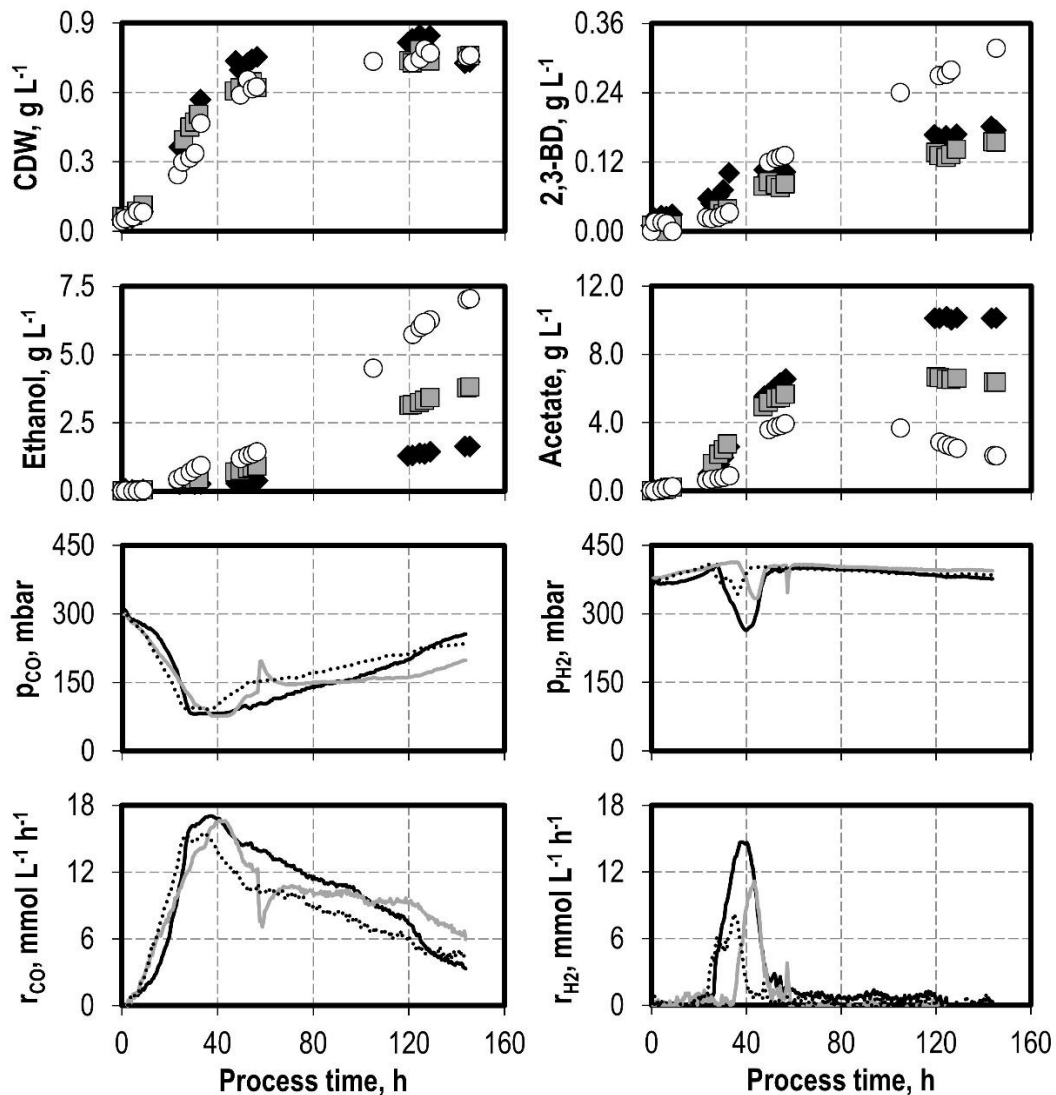 0.9
0.6
0.3
0.0
CDW, g L-1
0.36
0.24
0.12
0.00
2,3-BD, g L-1
7.5
5.0
2.5
0.0
Ethanol, g L-1
12.0
8.0
4.0
0.0
Acetate, g L-1
450
300
150
0
pCO, mbar
450
300
150
0
pH2, mbar
18
12
6
0
rCO, mmol L-1 h-1
0 40 80 120 160
Process time, h
18
12
6
0
rH2, mmol L-1 h-1
0 40 80 120 160
Process time, h